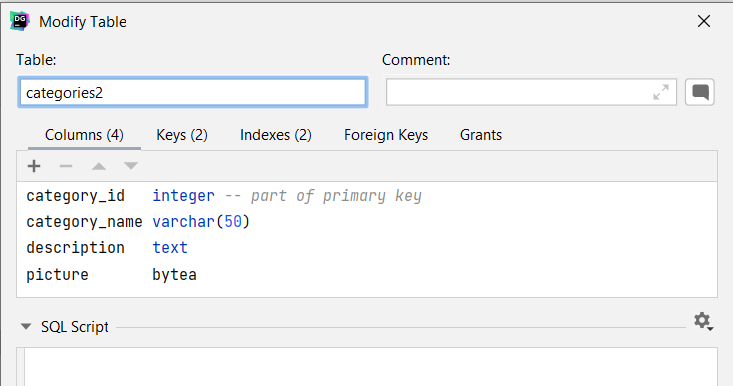 DG
Modify Table
Table:
Comment:
categories2
Columns (4) Keys (2) Indexes (2) Foreign Keys Grants
category_id integer -- part of primary key
category_name varchar(50)
description text
picture bytea
SQL Script